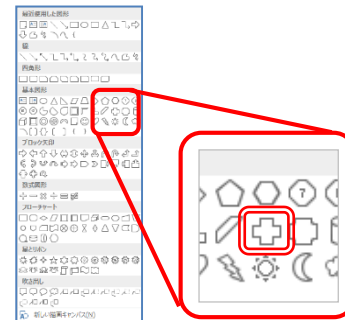 最近使用した図形
線
四角形
基本図形
ブロック矢印
数式図形
フローチャート
星とリボン
吹き出し
新しい描画キャンバス(N)
7